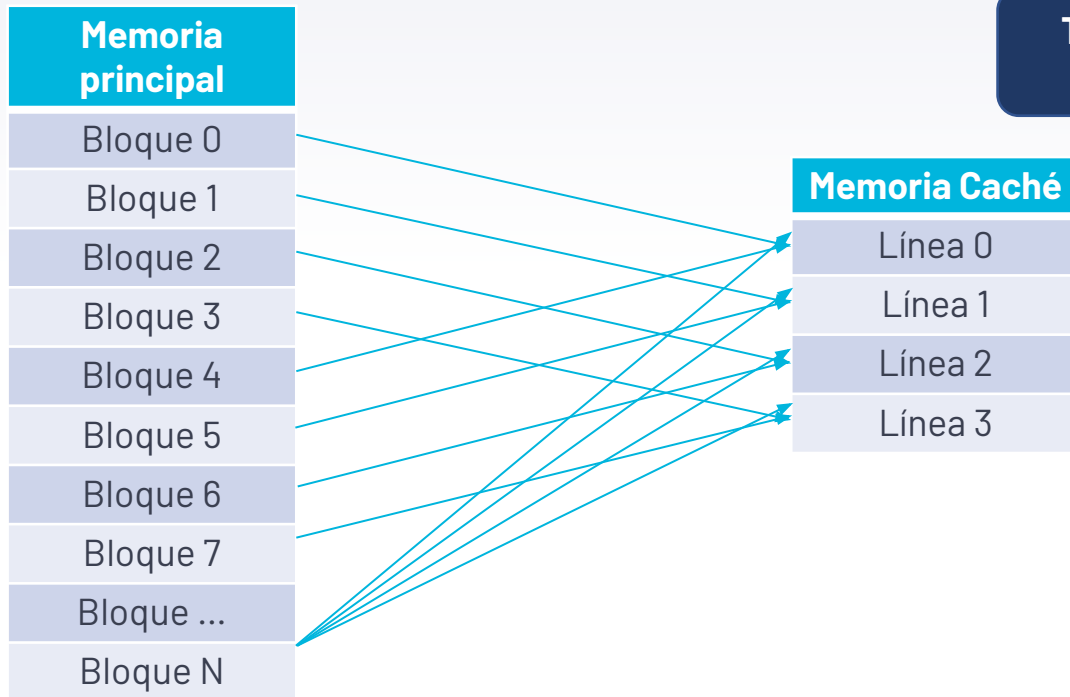 Memoria
principal
Bloque 0
Bloque 1
Bloque 2
Bloque 3
Bloque 4
Bloque 5
Bloque 6
Bloque 7
Bloque ...
Bloque N
Memoria Caché
Línea 0
Línea 1
Línea 2
Línea 3